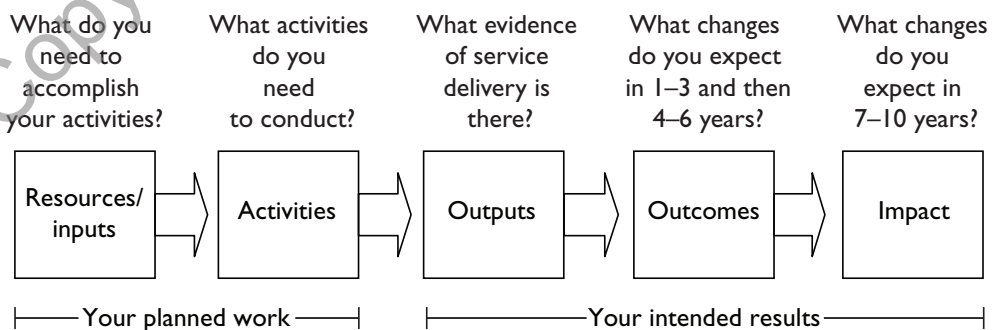 What do you
need to
accomplish
your activities?
What activities
do you
need
to conduct?
What evidence
of service
delivery is
there?
What changes
do you expect
in 1–3 and then
4–6 years?
What changes
do you
expect in
7–10 years?
Resources/
inputs
Activities
Outputs
Outcomes
Impact
Your planned work
Your intended results